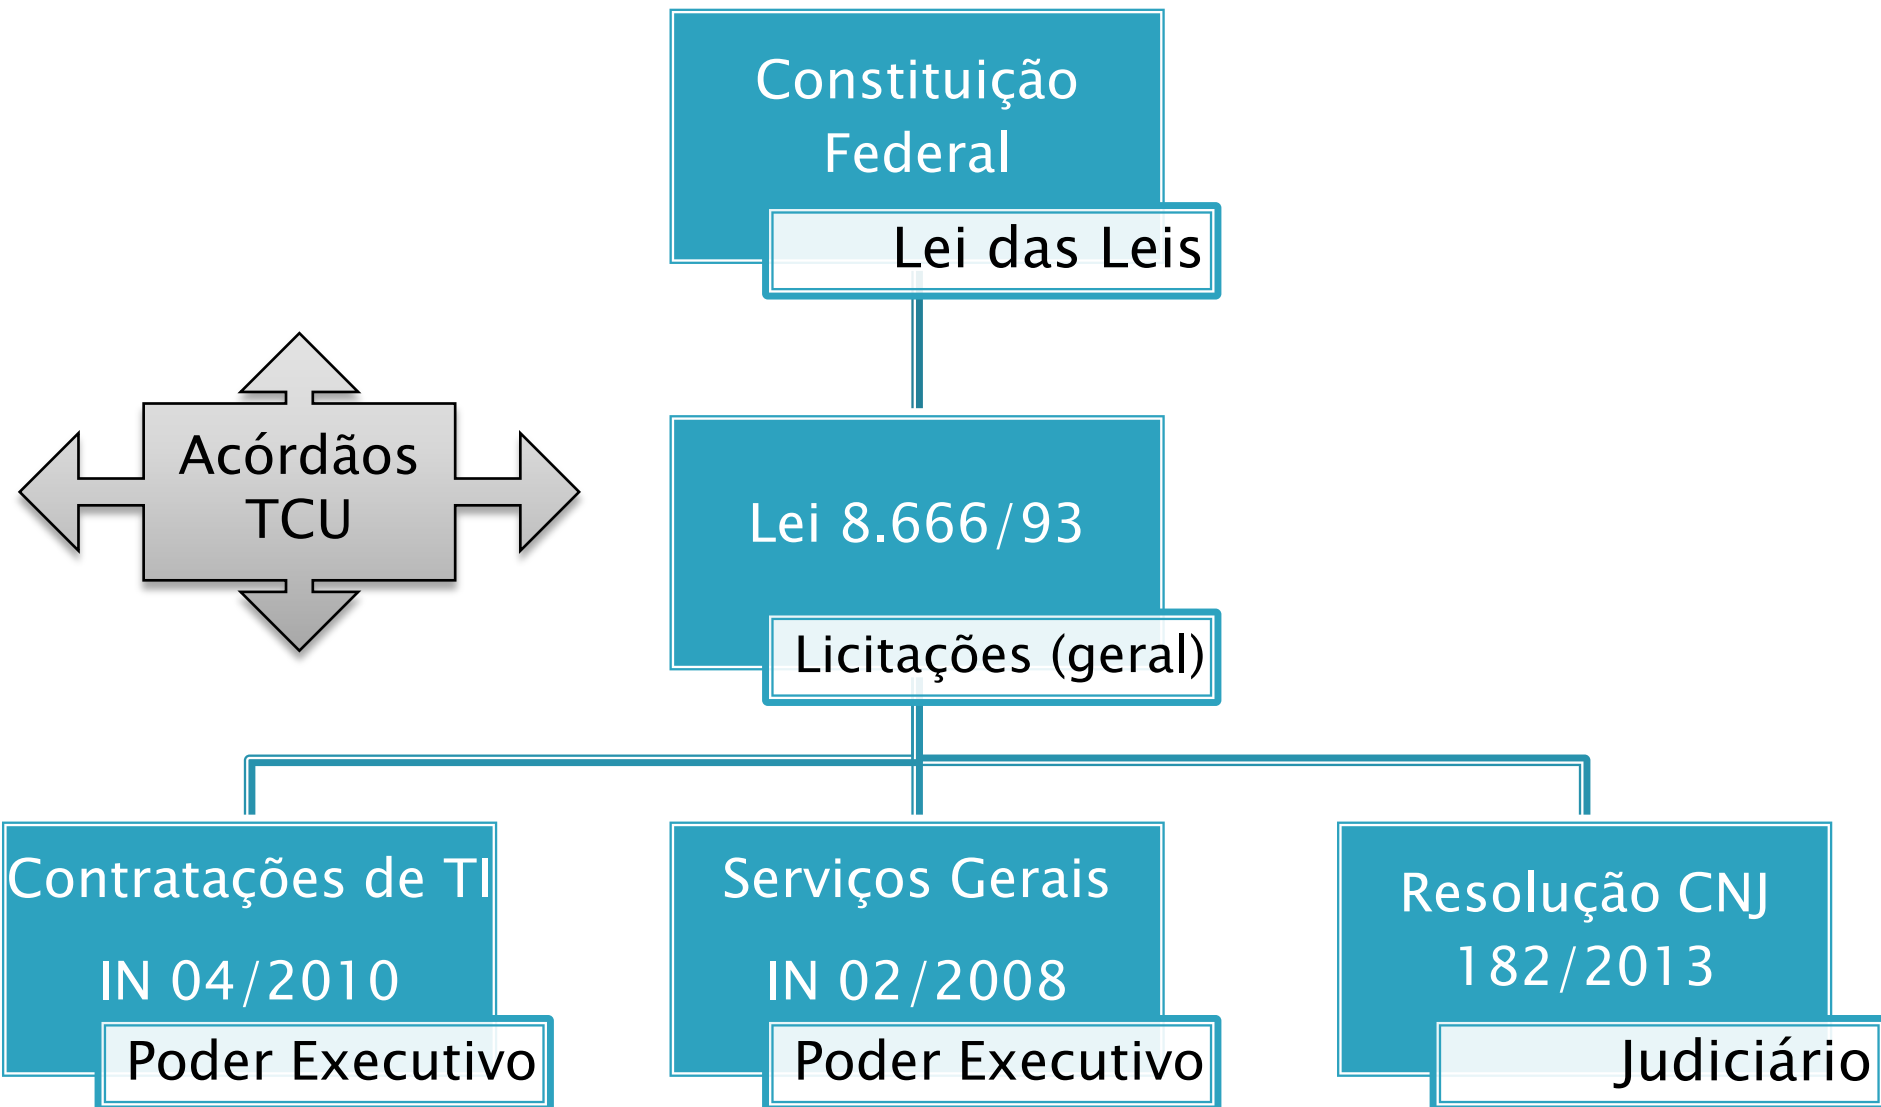 Constituição
Federal
Lei das Leis
Acórdãos
TCU
Lei 8.666/93
Licitações (geral)
Contratações de TI
IN 04/2010
Poder Executivo
Serviços Gerais
IN 02/2008
Poder Executivo
Resolução CNJ
182/2013
Judiciário